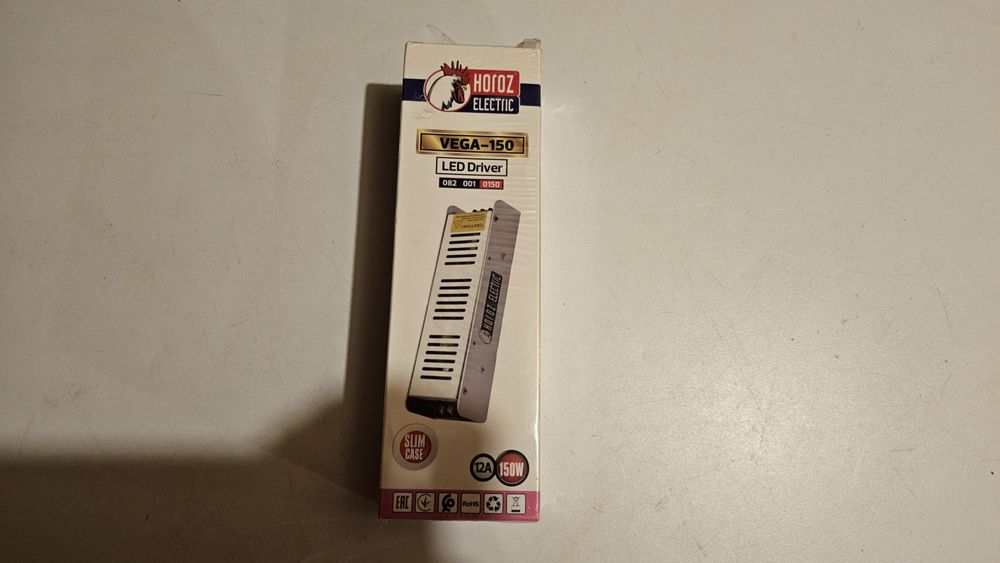 HOrOZ
ELECTrIC
VEGA-150
LED Driver
082 001 0150
HOrOZ ELECTrIC
SLIM
CASE
12A
150W
EAC
RoHS